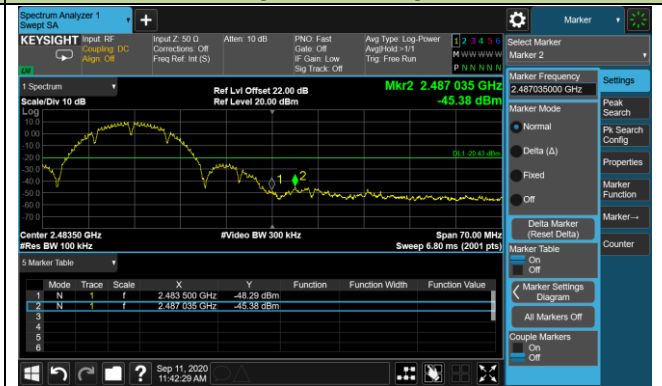 Spectrum Analyzer 1
Swept SA
Marker
KEYSIGHT
Input: RF
Coupling: DC
Align: Off
Input Z: 50 Ω
Corrections: Off
Freq Ref: Int (S)
Atten: 10 dB
PNO: Fast
Gate: Off
IF Gain: Low
Sig Track: Off
Avg Type: Log-Power
Avg|Hold:>1/1
Trig: Free Run
1 2 3 4 5 6
M W W W W W
P N N N N N
Select Marker
Marker 2
1 Spectrum
Scale/Div 10 dB
Log
Ref Lvl Offset 22.00 dB
Ref Level 20.00 dBm
Mkr2 2.487 035 GHz
-45.38 dBm
10.0
0.00
-10.0
-20.0
-30.0
-40.0
-50.0
-60.0
-70.0
DL1 -20.43 dBm
1
2
Center 2.48350 GHz
#Res BW 100 kHz
#Video BW 300 kHz
Span 70.00 MHz
Sweep 6.80 ms (2001 pts)
5 Marker Table
Mode Trace Scale X Y Function Function Width Function Value
1 N 1 f 2.483 500 GHz -48.29 dBm
2 N 1 f 2.487 035 GHz -45.38 dBm
3
4
5
6
Marker Frequency
2.487035000 GHz
Marker Mode
Normal
Delta (Δ)
Fixed
Off
Delta Marker
(Reset Delta)
Marker Table
On
Off
Marker Settings
Diagram
All Markers Off
Couple Markers
On
Off
Settings
Peak
Search
Pk Search
Config
Properties
Marker
Function
Marker→
Counter
?
Sep 11, 2020
11:42:29 AM